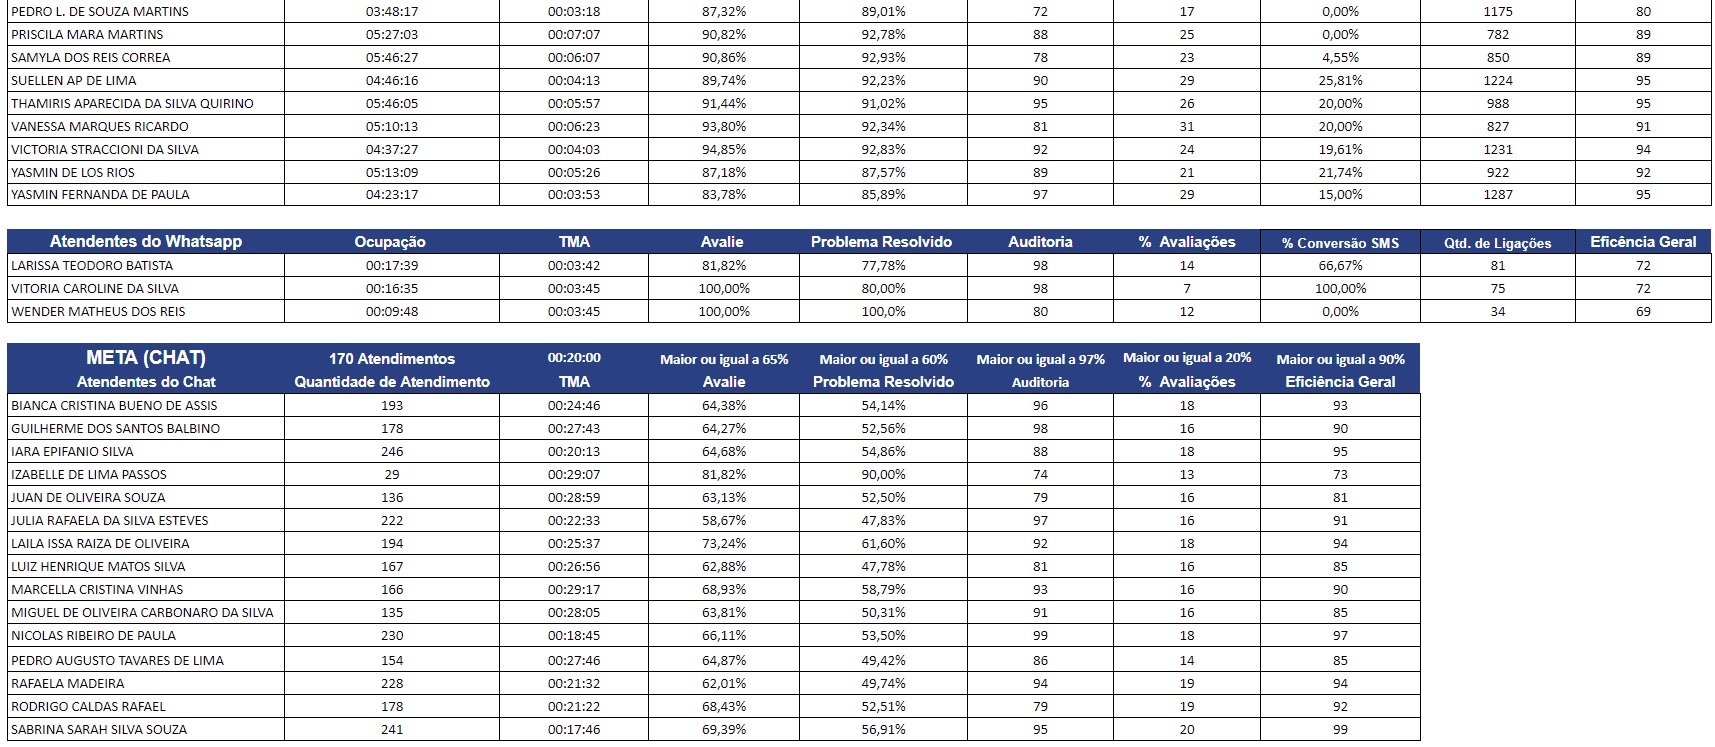 PEDRO L. DE SOUZA MARTINS 03:48:17 00:03:18 87,32% 89,01% 72 17 0,00% 1175 80
PRISCILA MARA MARTINS 05:27:03 00:07:07 90,82% 92,78% 88 25 0,00% 782 89
SAMYLA DOS REIS CORREA 05:46:27 00:06:07 90,86% 92,93% 78 23 4,55% 850 89
SUELLEN AP DE LIMA 04:46:16 00:04:13 89,74% 92,23% 90 29 25,81% 1224 95
THAMIRIS APARECIDA DA SILVA QUIRINO 05:46:05 00:05:57 91,44% 91,02% 95 26 20,00% 988 95
VANESSA MARQUES RICARDO 05:10:13 00:06:23 93,80% 92,34% 81 31 20,00% 827 91
VICTORIA STRACCIONI DA SILVA 04:37:27 00:04:03 94,85% 92,83% 92 24 19,61% 1231 94
YASMIN DE LOS RIOS 05:13:09 00:05:26 87,18% 87,57% 89 21 21,74% 922 92
YASMIN FERNANDA DE PAULA 04:23:17 00:03:53 83,78% 85,89% 97 29 15,00% 1287 95
Atendentes do Whatsapp Ocupação TMA Avalie Problema Resolvido Auditoria % Avaliações % Conversão SMS Qtd. de Ligações Eficência Geral
LARISSA TEODORO BATISTA 00:17:39 00:03:42 81,82% 77,78% 98 14 66,67% 81 72
VITORIA CAROLINE DA SILVA 00:16:35 00:03:45 100,00% 80,00% 98 7 100,00% 75 72
WENDER MATHEUS DOS REIS 00:09:48 00:03:45 100,00% 100,0% 80 12 0,00% 34 69
META (CHAT) 170 Atendimentos 00:20:00 Maior ou igual a 65% Maior ou igual a 60% Maior ou igual a 97% Maior ou igual a 20% Maior ou igual a 90%
Atendentes do Chat Quantidade de Atendimento TMA Avalie Problema Resolvido Auditoria % Avaliações Eficiência Geral
BIANCA CRISTINA BUENO DE ASSIS 193 00:24:46 64,38% 54,14% 96 18 93
GUILHERME DOS SANTOS BALBINO 178 00:27:43 64,27% 52,56% 98 16 90
IARA EPIFANIO SILVA 246 00:20:13 64,68% 54,86% 88 18 95
IZABELLE DE LIMA PASSOS 29 00:29:07 81,82% 90,00% 74 13 73
JUAN DE OLIVEIRA SOUZA 136 00:28:59 63,13% 52,50% 79 16 81
JULIA RAFAELA DA SILVA ESTEVES 222 00:22:33 58,67% 47,83% 97 16 91
LAILA ISSA RAIZA DE OLIVEIRA 194 00:25:37 73,24% 61,60% 92 18 94
LUIZ HENRIQUE MATOS SILVA 167 00:26:56 62,88% 47,78% 81 16 85
MARCELLA CRISTINA VINHAS 166 00:29:17 68,93% 58,79% 93 16 90
MIGUEL DE OLIVEIRA CARBONARO DA SILVA 135 00:28:05 63,81% 50,31% 91 16 85
NICOLAS RIBEIRO DE PAULA 230 00:18:45 66,11% 53,50% 99 18 97
PEDRO AUGUSTO TAVARES DE LIMA 154 00:27:46 64,87% 49,42% 86 14 85
RAFAELA MADEIRA 228 00:21:32 62,01% 49,74% 94 19 94
RODRIGO CALDAS RAFAEL 178 00:21:22 68,43% 52,51% 79 19 92
SABRINA SARAH SILVA SOUZA 241 00:17:46 69,39% 56,91% 95 20 99